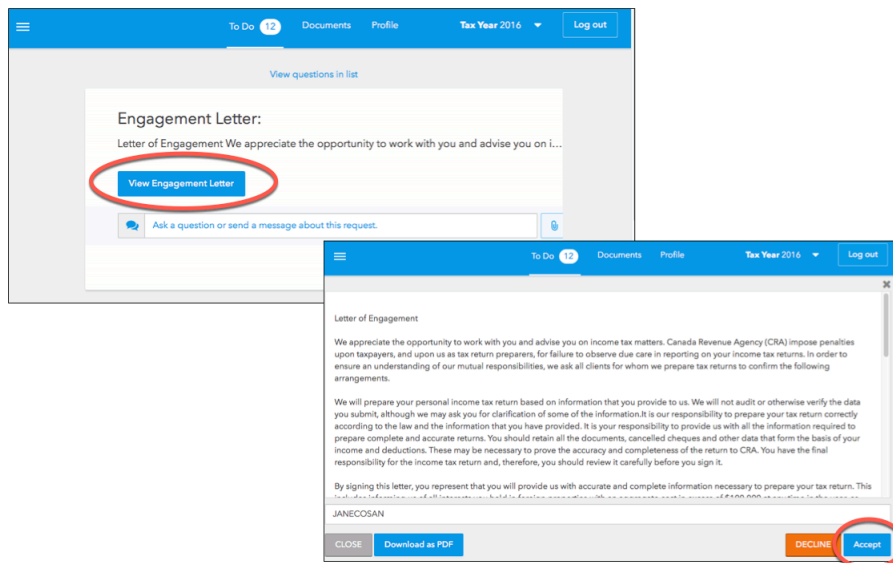 To Do 12 Documents Profile Tax Year 2016 Log out
View questions in list
Engagement Letter:
Letter of Engagement We appreciate the opportunity to work with you and advise you on i...
View Engagement Letter
Ask a question or send a message about this request.
To Do 12 Documents Profile Tax Year 2016 Log out
Letter of Engagement
We appreciate the opportunity to work with you and advise you on income tax matters. Canada Revenue Agency (CRA) impose penalties
upon taxpayers, and upon us as tax return preparers, for failure to observe due care in reporting on your income tax returns. In order to
ensure an understanding of our mutual responsibilities, we ask all clients for whom we prepare tax returns to confirm the following
arrangements.
We will prepare your personal income tax return based on information that you provide to us. We will not audit or otherwise verify the data
you submit, although we may ask you for clarification of some of the information.It is our responsibility to prepare your tax return correctly
according to the law and the information that you have provided. It is your responsibility to provide us with all the information required to
prepare complete and accurate returns. You should retain all the documents, cancelled cheques and other data that form the basis of your
income and deductions. These may be necessary to prove the accuracy and completeness of the return to CRA. You have the final
responsibility for the income tax return and, therefore, you should review it carefully before you sign it.
By signing this letter, you represent that you will provide us with accurate and complete information necessary to prepare your tax return. This
JANECOSAN
CLOSE Download as PDF DECLINE Accept